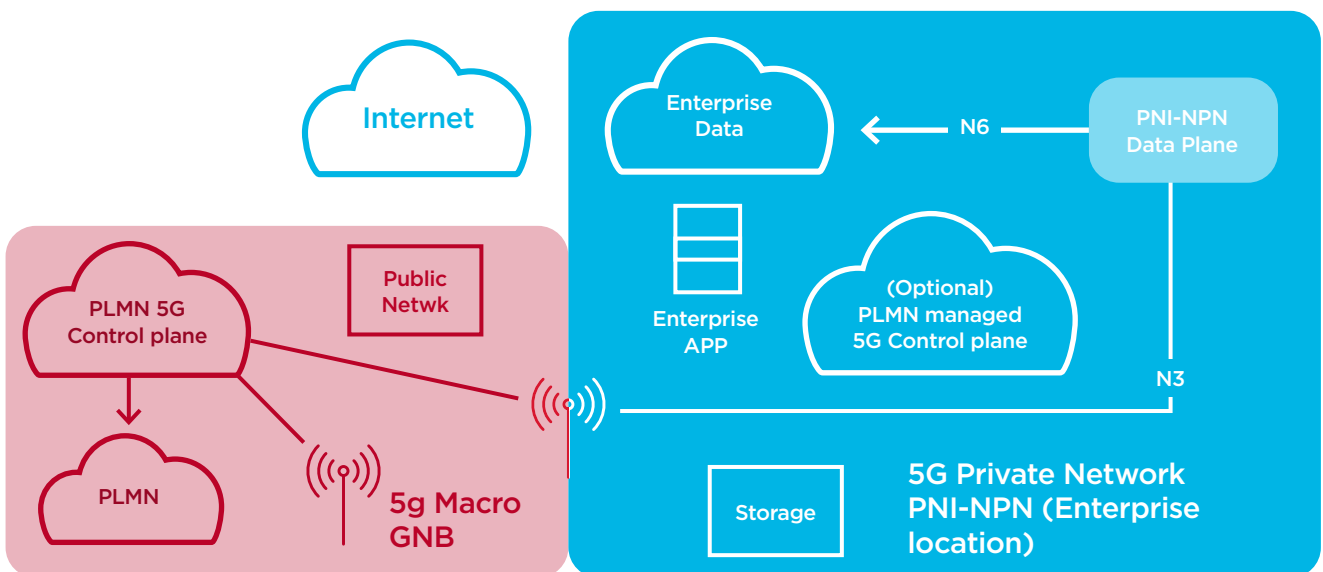 Internet
Enterprise
Data
N6
PNI-NPN
Data Plane
Public
Netwk
PLMN 5G
Control plane
Enterprise
APP
(Optional)
PLMN managed
5G Control plane
N3
PLMN
5g Macro
GNB
Storage
5G Private Network
PNI-NPN (Enterprise
location)